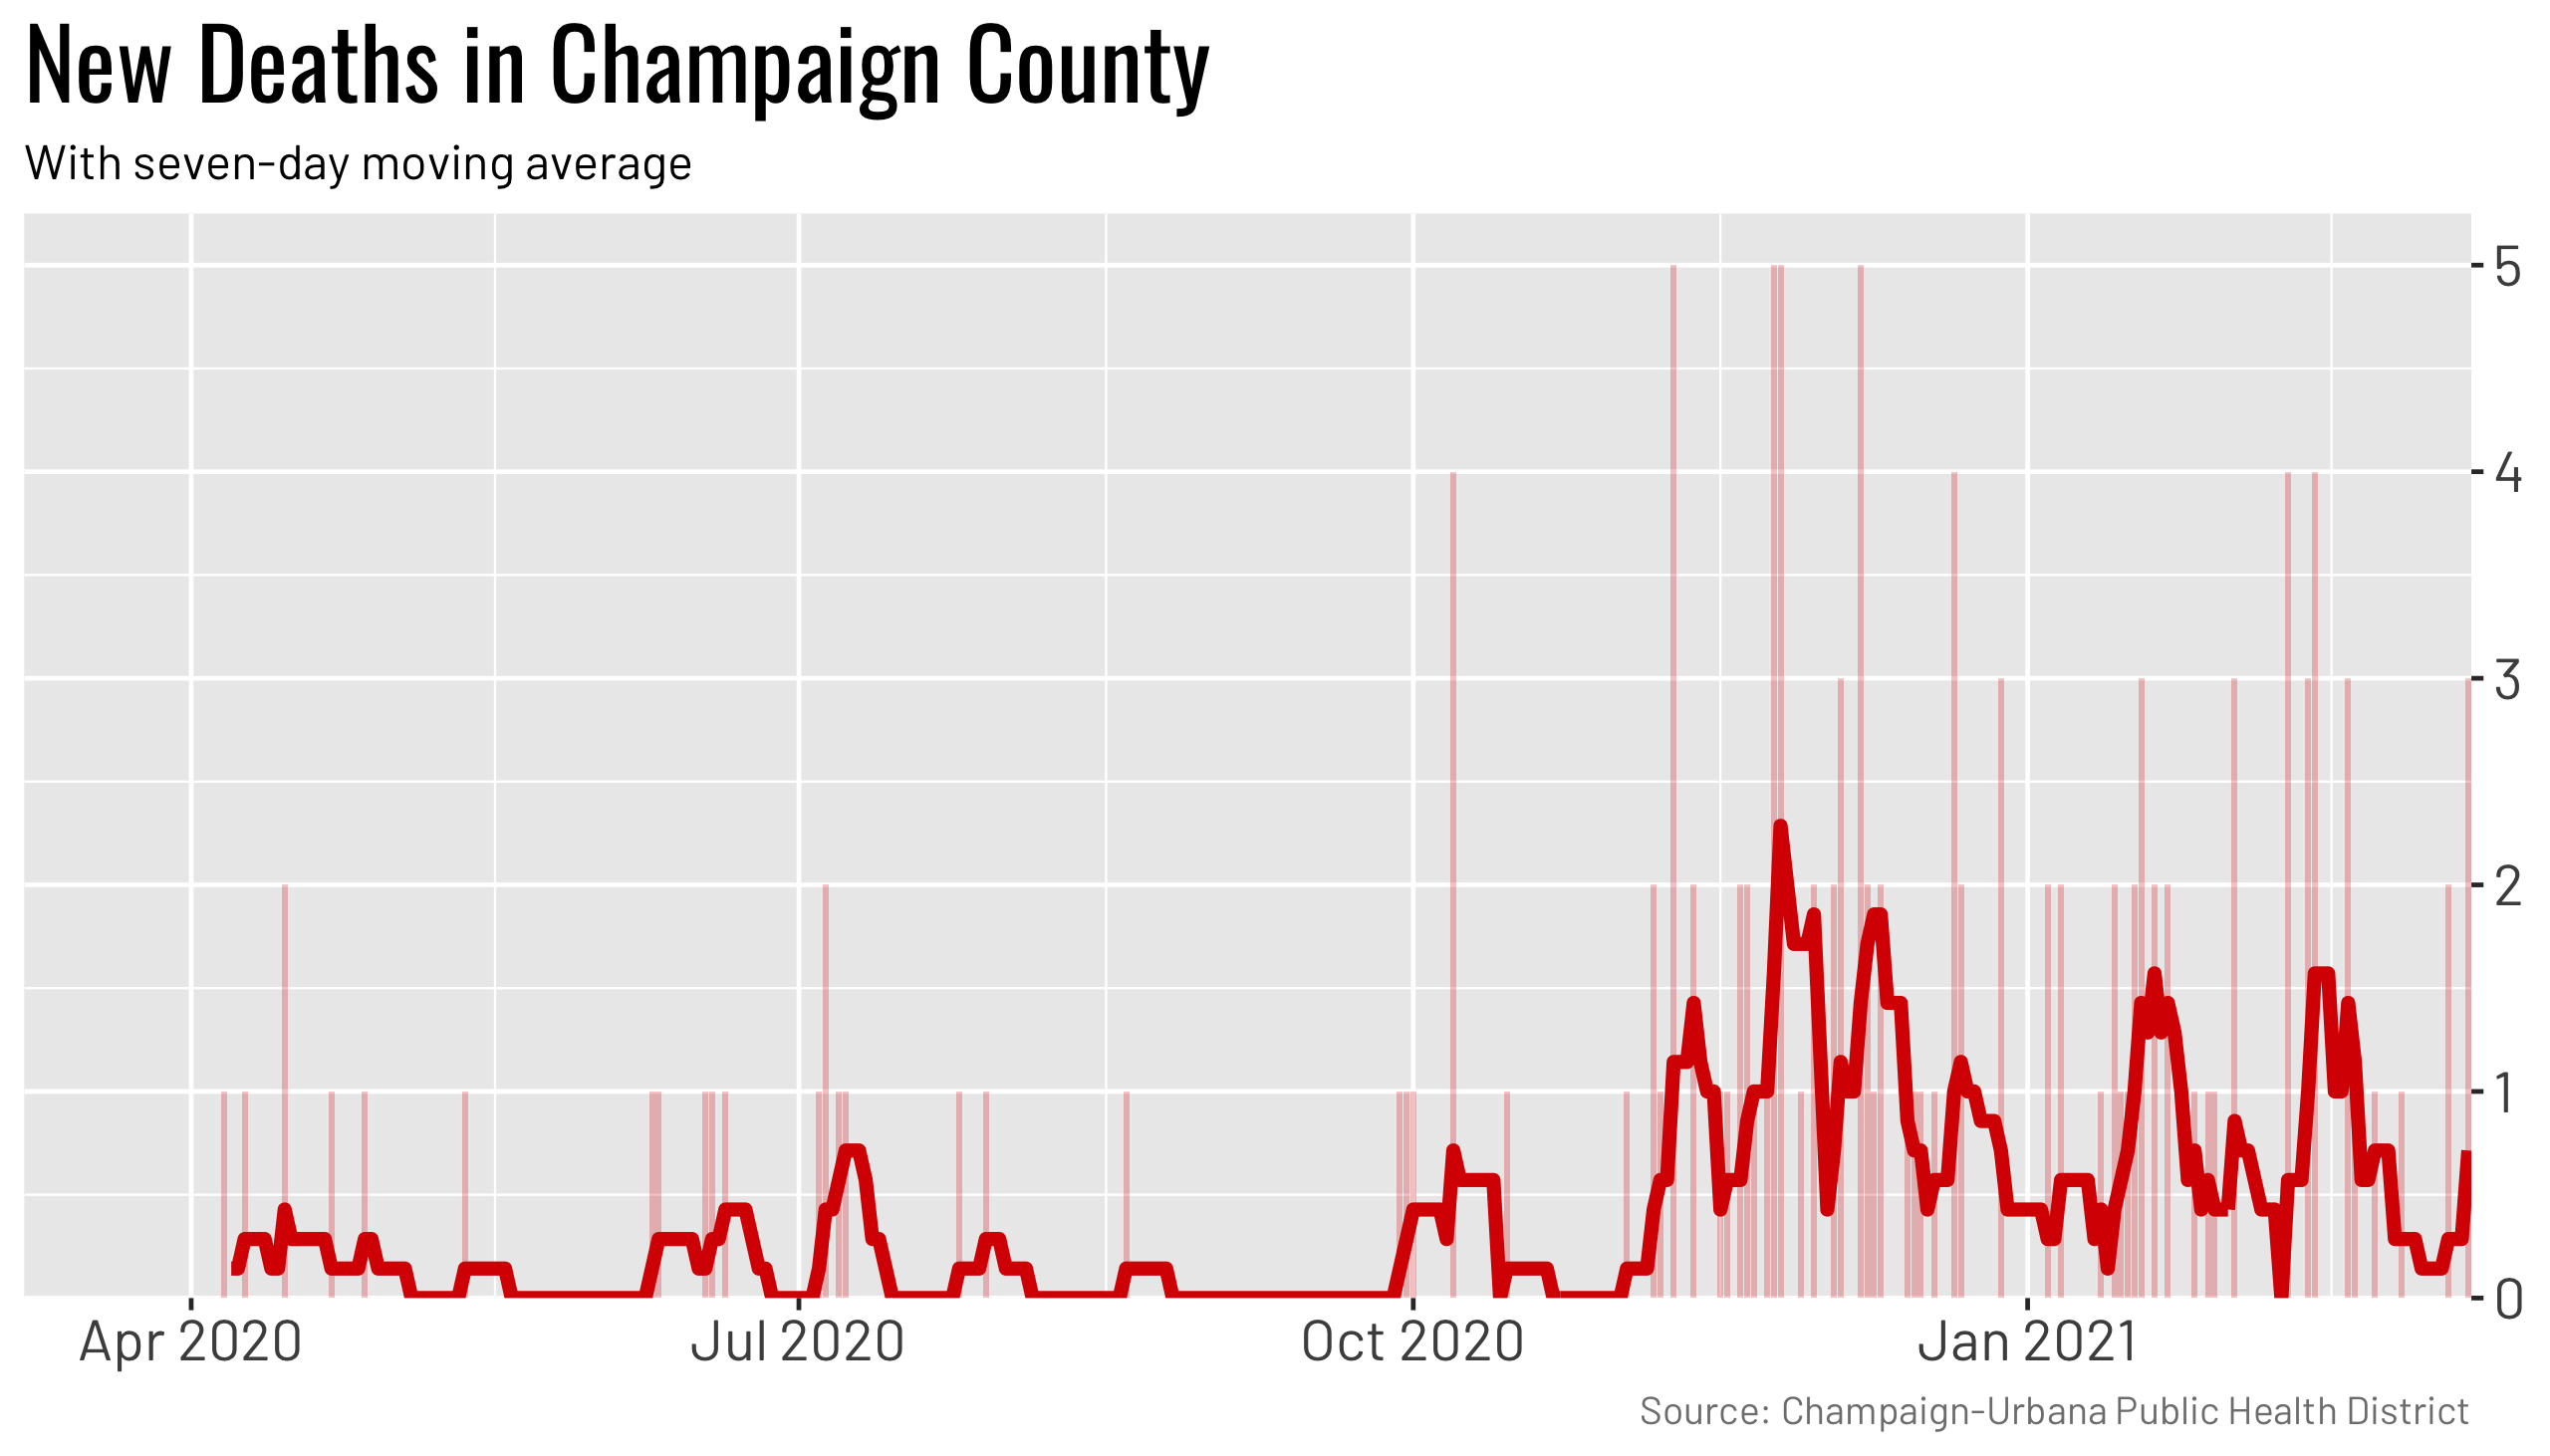 New Deaths in Champaign County
With seven-day moving average
5
4
3
2
1
0
Apr 2020 Jul 2020 Oct 2020 Jan 2021
Source: Champaign-Urbana Public Health District